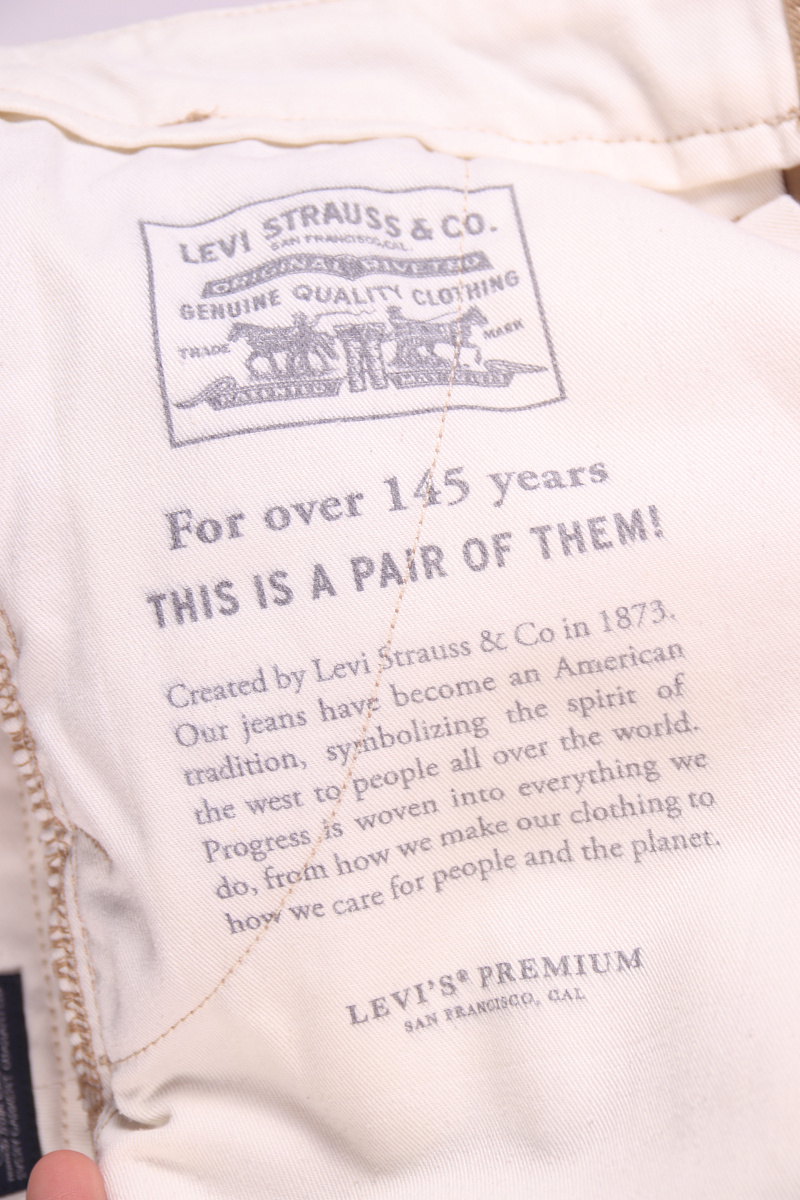 LEVI STRAUSS & CO.
SAN FRANCISCO, CAL.
ORIGINAL RIVETED
GENUINE QUALITY CLOTHING
TRADE MARK
PATENTED
For over 145 years
THIS IS A PAIR OF THEM!
Created by Levi Strauss & Co in 1873.
Our jeans have become an American
tradition, symbolizing the spirit of
the west to people all over the world.
Progress is woven into everything we
do, from how we make our clothing to
how we care for people and the planet.
LEVI'S® PREMIUM
SAN FRANCISCO, CAL